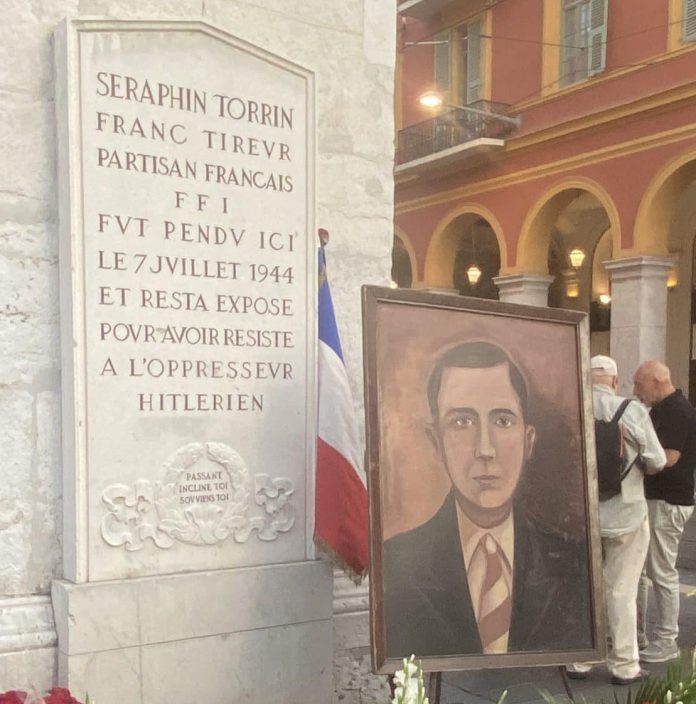 SERAPHIN TORRIN
FRANC TIREVR
PARTISAN FRANCAIS
F F I
FVT PENDV ICI
LE 7 JVILLET 1944
ET RESTA EXPOSE
POVR AVOIR RESISTE
A L'OPPRESSEVR
HITLERIEN
PASSANT
INCLINE TOI
SOVVIENS TOI